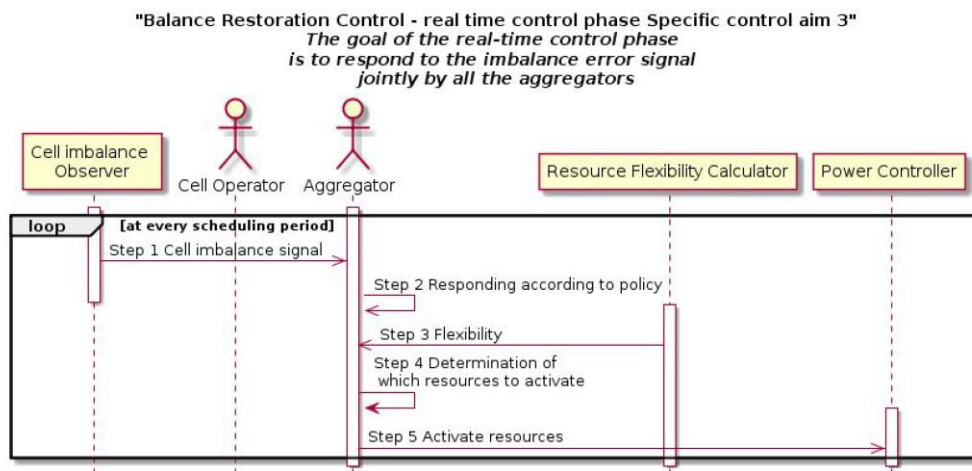 "Balance Restoration Control - real time control phase Specific control aim 3"
The goal of the real-time control phase
is to respond to the imbalance error signal
jointly by all the aggregators
Cell imbalance
Observer
Cell Operator
Aggregator
Resource Flexibility Calculator
Power Controller
loop
[at every scheduling period]
Step 1 Cell imbalance signal
Step 2 Responding according to policy
Step 3 Flexibility
Step 4 Determination of
which resources to activate
Step 5 Activate resources